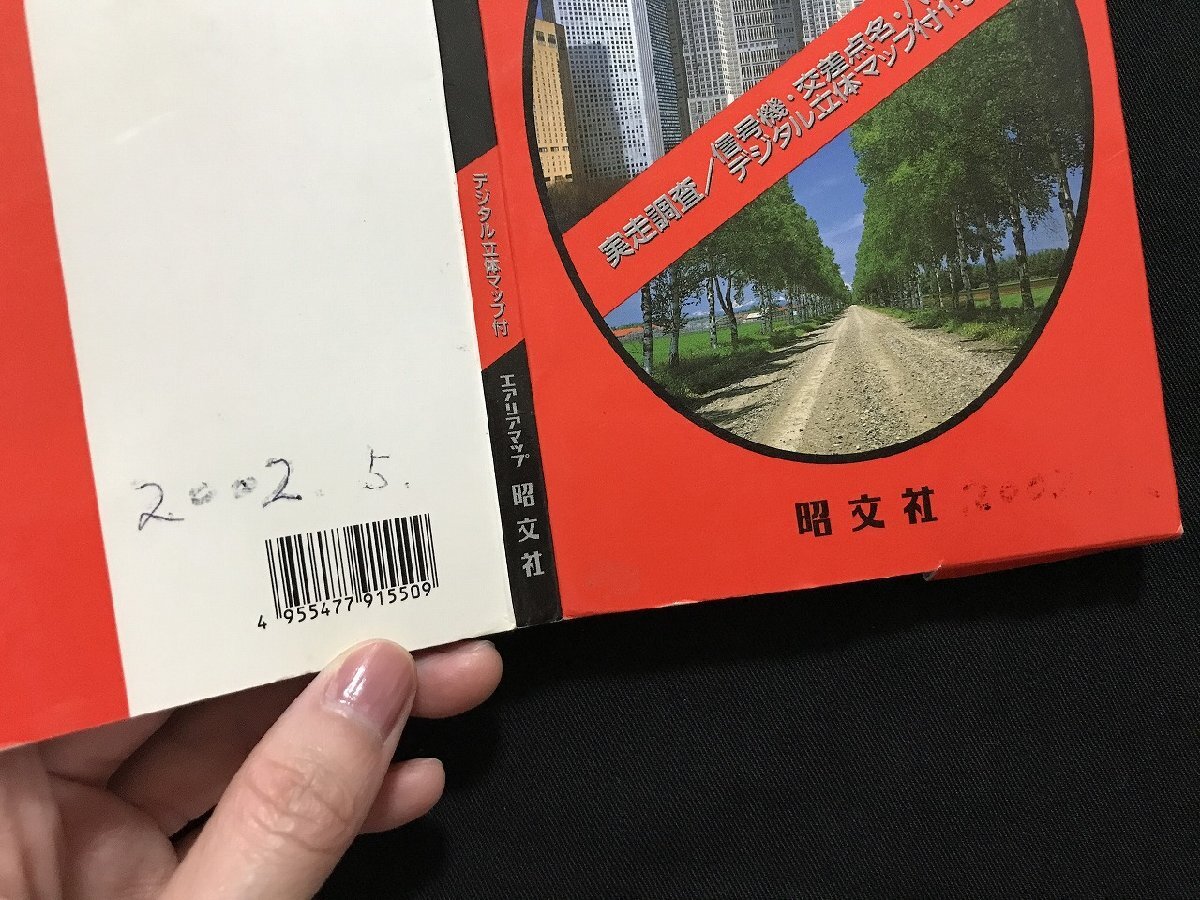 2002.5.
4 955477 915509
デジタル立体マップ付
エアリアマップ 昭文社
実走調査／信号機・交差点名・
デジタル立体マップ付1:
昭文社
2002